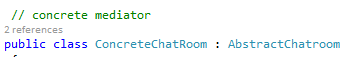 // concrete mediator
2 references
public class ConcreteChatRoom : AbstractChatroom